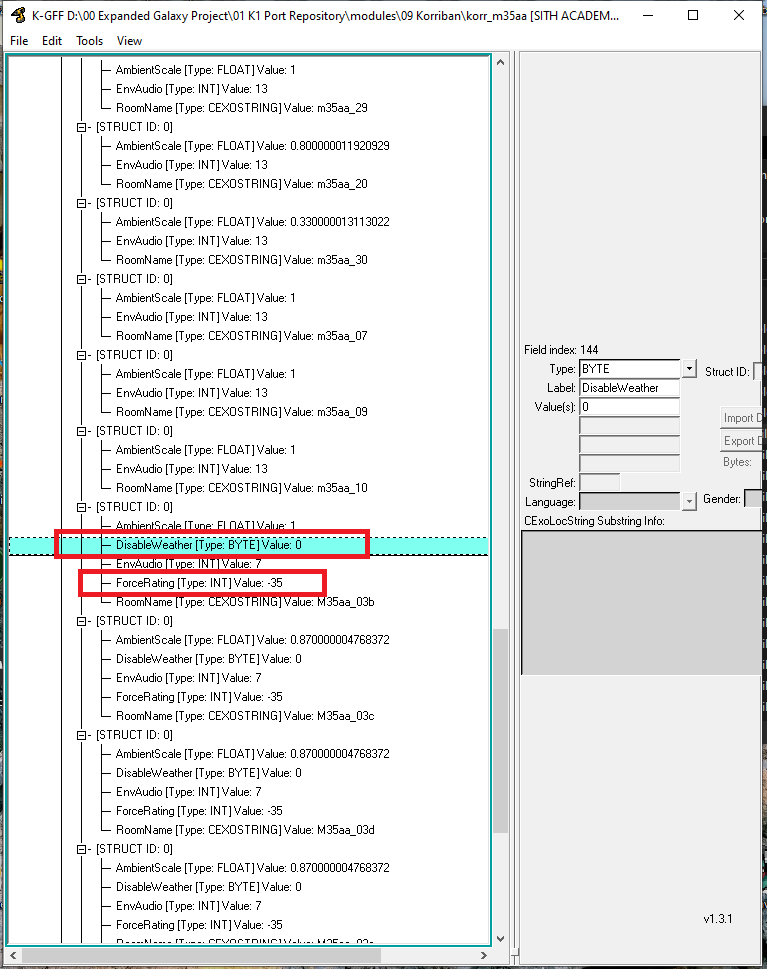 K-GFF D:\00 Expanded Galaxy Project\01 K1 Port Repository\modules\09 Korriban\korr_m35aa [SITH ACADEM...
File Edit Tools View
AmbientScale [Type: FLOAT] Value: 1
EnvAudio [Type: INT] Value: 13
RoomName [Type: CEXOSTRING] Value: m35aa_29
[STRUCT ID: 0]
AmbientScale [Type: FLOAT] Value: 0.800000011920929
EnvAudio [Type: INT] Value: 13
RoomName [Type: CEXOSTRING] Value: m35aa_20
[STRUCT ID: 0]
AmbientScale [Type: FLOAT] Value: 0.330000013113022
EnvAudio [Type: INT] Value: 13
RoomName [Type: CEXOSTRING] Value: m35aa_30
[STRUCT ID: 0]
AmbientScale [Type: FLOAT] Value: 1
EnvAudio [Type: INT] Value: 13
RoomName [Type: CEXOSTRING] Value: m35aa_07
[STRUCT ID: 0]
AmbientScale [Type: FLOAT] Value: 1
EnvAudio [Type: INT] Value: 13
RoomName [Type: CEXOSTRING] Value: m35aa_09
[STRUCT ID: 0]
AmbientScale [Type: FLOAT] Value: 1
EnvAudio [Type: INT] Value: 13
RoomName [Type: CEXOSTRING] Value: m35aa_10
[STRUCT ID: 0]
AmbientScale [Type: FLOAT] Value: 1
DisableWeather [Type: BYTE] Value: 0
EnvAudio [Type: INT] Value: 7
ForceRating [Type: INT] Value: -35
RoomName [Type: CEXOSTRING] Value: M35aa_03b
[STRUCT ID: 0]
AmbientScale [Type: FLOAT] Value: 0.870000004768372
DisableWeather [Type: BYTE] Value: 0
EnvAudio [Type: INT] Value: 7
ForceRating [Type: INT] Value: -35
RoomName [Type: CEXOSTRING] Value: M35aa_03c
[STRUCT ID: 0]
AmbientScale [Type: FLOAT] Value: 0.870000004768372
DisableWeather [Type: BYTE] Value: 0
EnvAudio [Type: INT] Value: 7
ForceRating [Type: INT] Value: -35
RoomName [Type: CEXOSTRING] Value: M35aa_03d
[STRUCT ID: 0]
AmbientScale [Type: FLOAT] Value: 0.870000004768372
DisableWeather [Type: BYTE] Value: 0
EnvAudio [Type: INT] Value: 7
ForceRating [Type: INT] Value: -35
Field index: 144
Type: BYTE Struct ID:
Label: DisableWeather
Value(s): 0
Import D
Export D
Bytes:
StringRef:
Language: Gender:
CExoLocString Substring Info:
v1.3.1